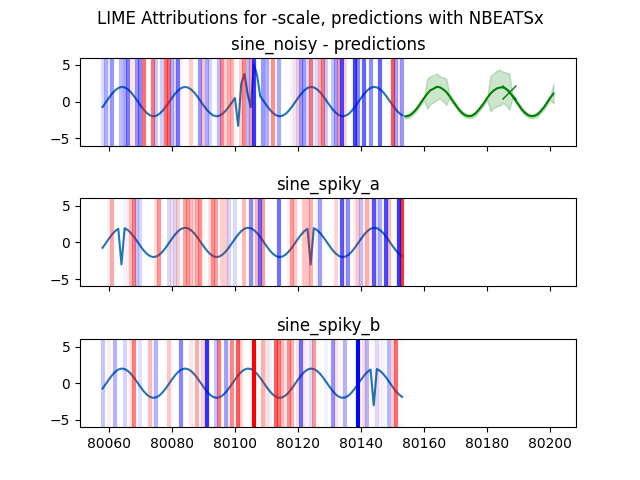 LIME Attributions for -scale, predictions with NBEATSx
sine_noisy - predictions
5
0
−5
sine_spiky_a
5
0
−5
sine_spiky_b
5
0
−5
80060 80080 80100 80120 80140 80160 80180 80200